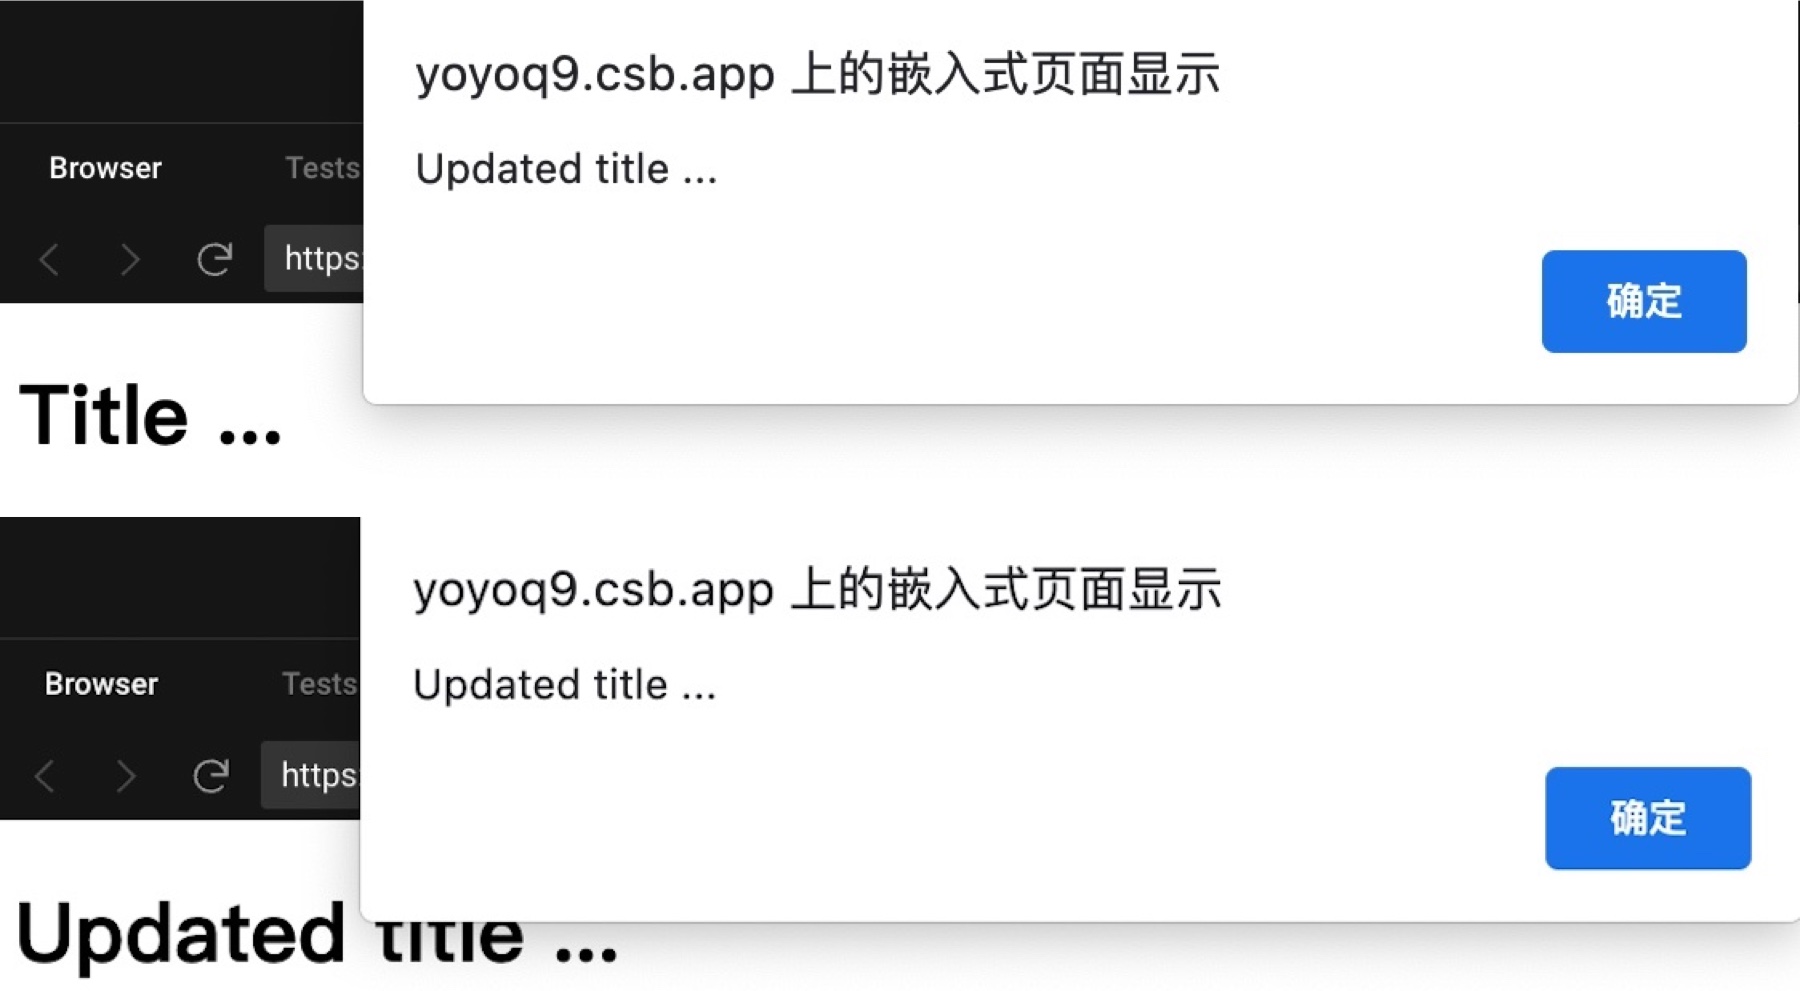 yoyoq9.csb.app 上的嵌入式页面显示
Browser
Tests
Updated title ...
https:
确定
Title ...
yoyoq9.csb.app 上的嵌入式页面显示
Browser
Tests
Updated title ...
https:
确定
Updated title ...